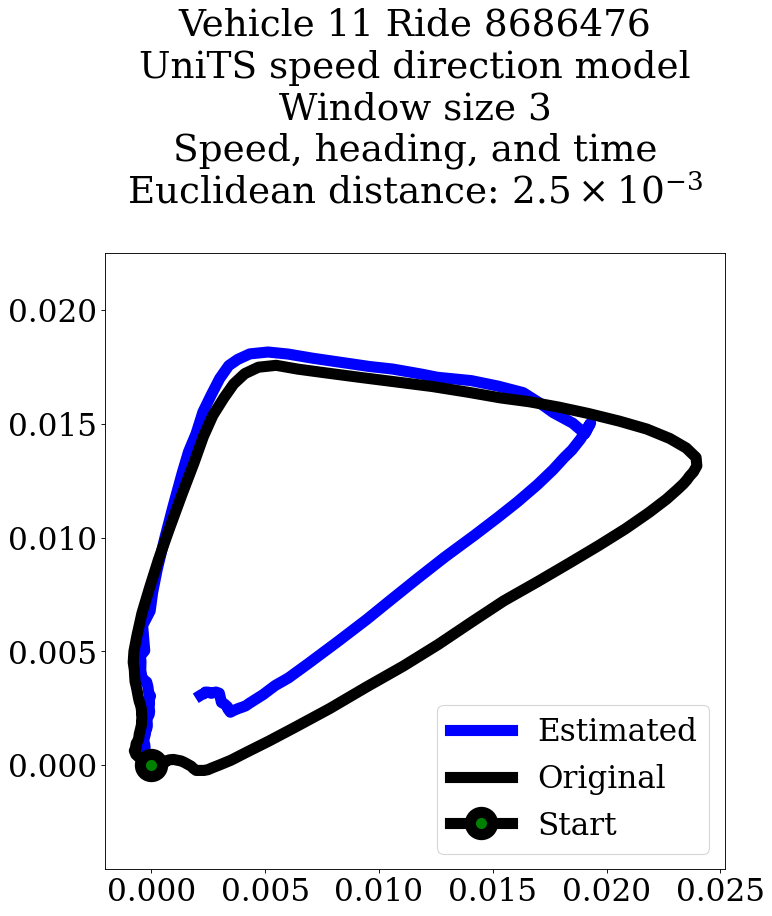 Vehicle 11 Ride 8686476
UniTS speed direction model
Window size 3
Speed, heading, and time
Euclidean distance: 2.5 × 10⁻³
0.020
0.015
0.010
0.005
0.000
Estimated
Original
Start
0.000 0.005 0.010 0.015 0.020 0.025